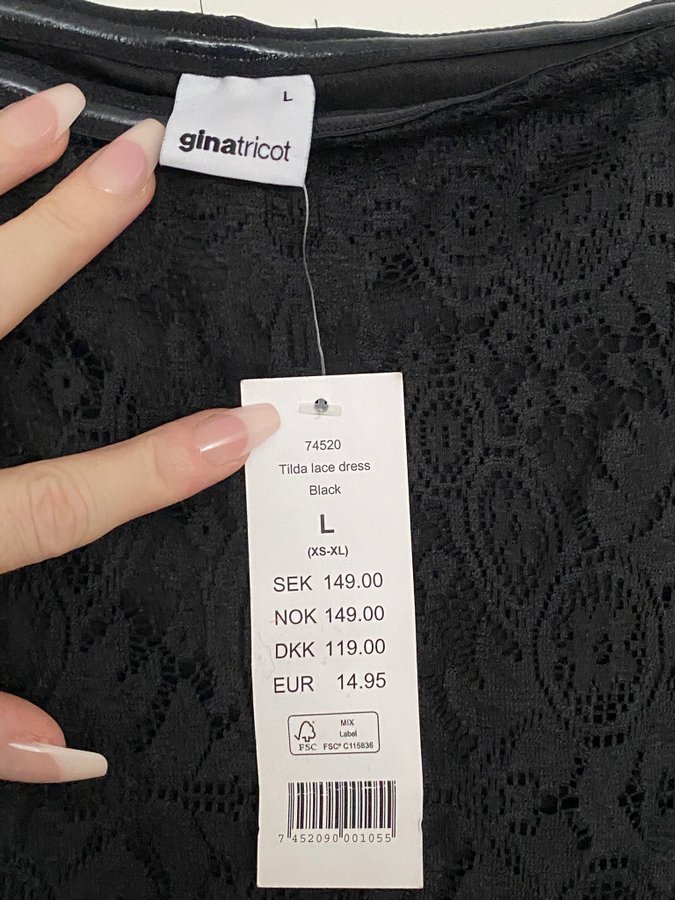 L
ginatricot
74520
Tilda lace dress
Black
L
(XS-XL)
SEK 149.00
NOK 149.00
DKK 119.00
EUR 14.95
MIX
Label
FSC FSC® C115836
7 452090 001055